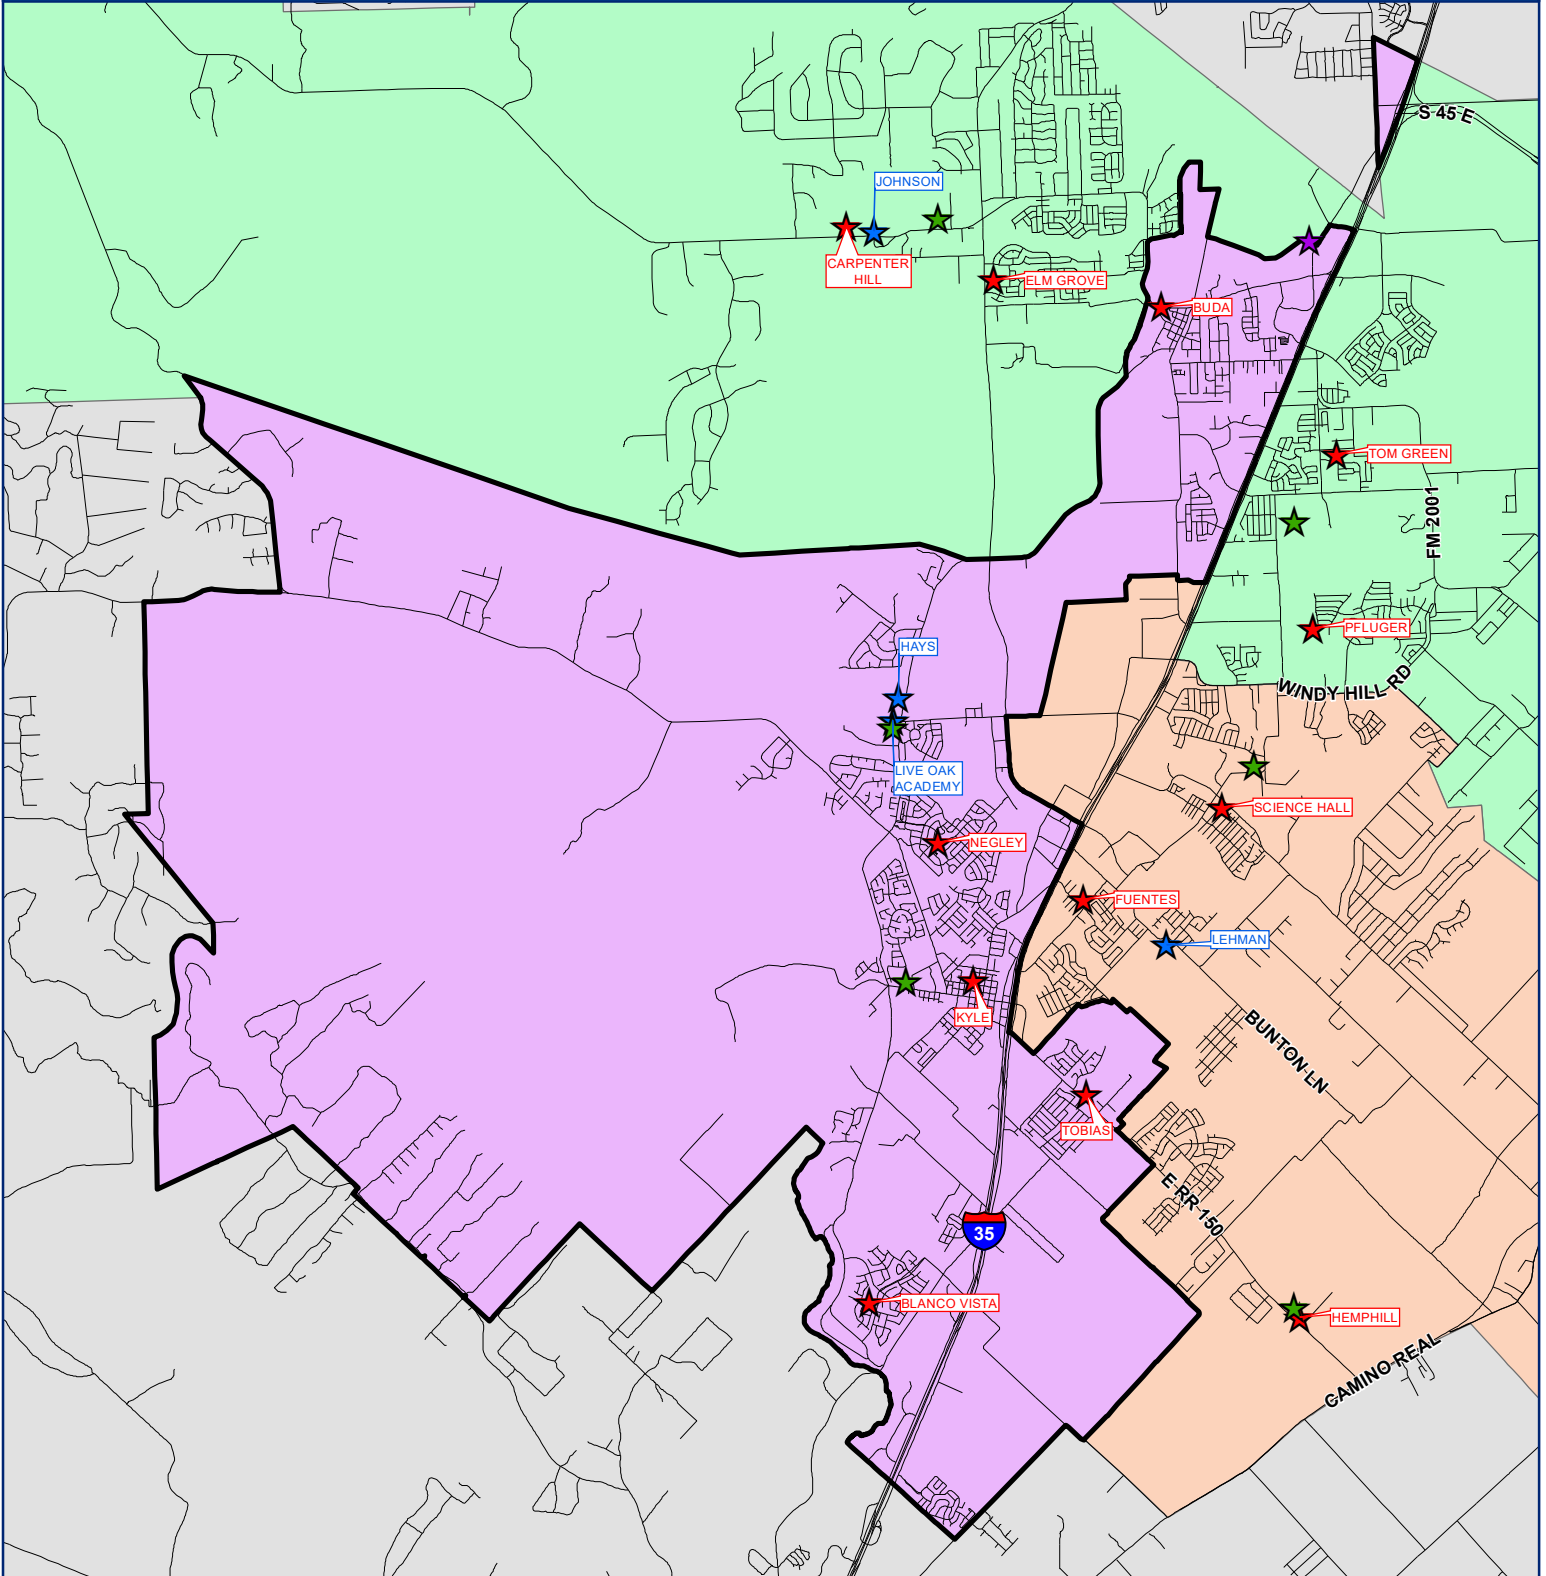 S 45 E
JOHNSON
CARPENTER
HILL
ELM GROVE
BUDA
TOM GREEN
FM 2001
PFLUGER
HAYS
WINDY HILL RD
LIVE OAK
ACADEMY
SCIENCE HALL
NEGLEY
FUENTES
LEHMAN
KYLE
BUNTON LN
TOBIAS
E RR 150
35
BLANCO VISTA
HEMPHILL
CAMINO REAL